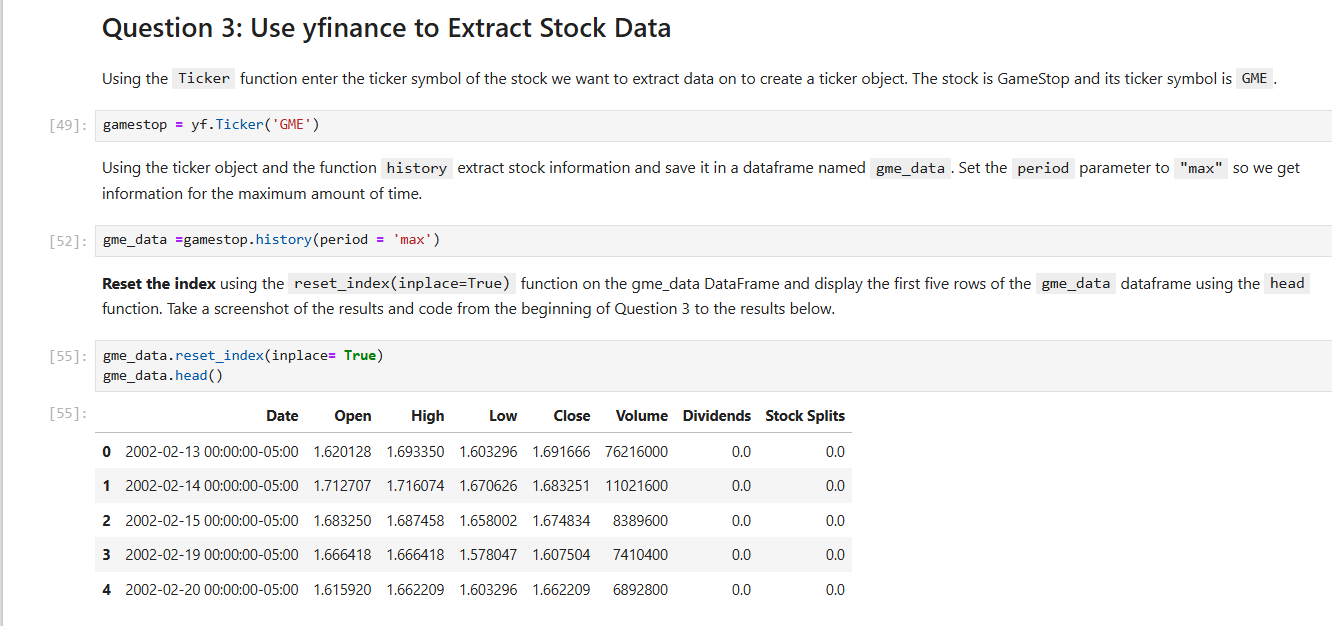 Question 3: Use yfinance to Extract Stock Data
Using the Ticker function enter the ticker symbol of the stock we want to extract data on to create a ticker object. The stock is GameStop and its ticker symbol is GME .
[49]: gamestop = yf.Ticker('GME')
Using the ticker object and the function history extract stock information and save it in a dataframe named gme_data . Set the period parameter to "max" so we get
information for the maximum amount of time.
[52]: gme_data =gamestop.history(period = 'max')
Reset the index using the reset_index(inplace=True) function on the gme_data DataFrame and display the first five rows of the gme_data dataframe using the head
function. Take a screenshot of the results and code from the beginning of Question 3 to the results below.
[55]: gme_data.reset_index(inplace= True)
gme_data.head()
[55]: Date Open High Low Close Volume Dividends Stock Splits
0 2002-02-13 00:00:00-05:00 1.620128 1.693350 1.603296 1.691666 76216000 0.0 0.0
1 2002-02-14 00:00:00-05:00 1.712707 1.716074 1.670626 1.683251 11021600 0.0 0.0
2 2002-02-15 00:00:00-05:00 1.683250 1.687458 1.658002 1.674834 8389600 0.0 0.0
3 2002-02-19 00:00:00-05:00 1.666418 1.666418 1.578047 1.607504 7410400 0.0 0.0
4 2002-02-20 00:00:00-05:00 1.615920 1.662209 1.603296 1.662209 6892800 0.0 0.0